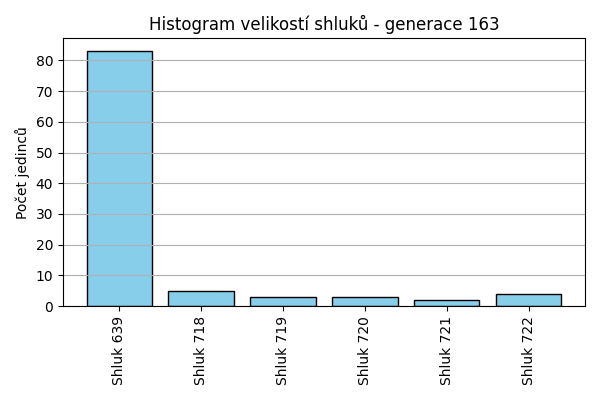 Histogram velikostí shluků - generace 163
Počet jedinců
80
70
60
50
40
30
20
10
0
Shluk 639
Shluk 718
Shluk 719
Shluk 720
Shluk 721
Shluk 722